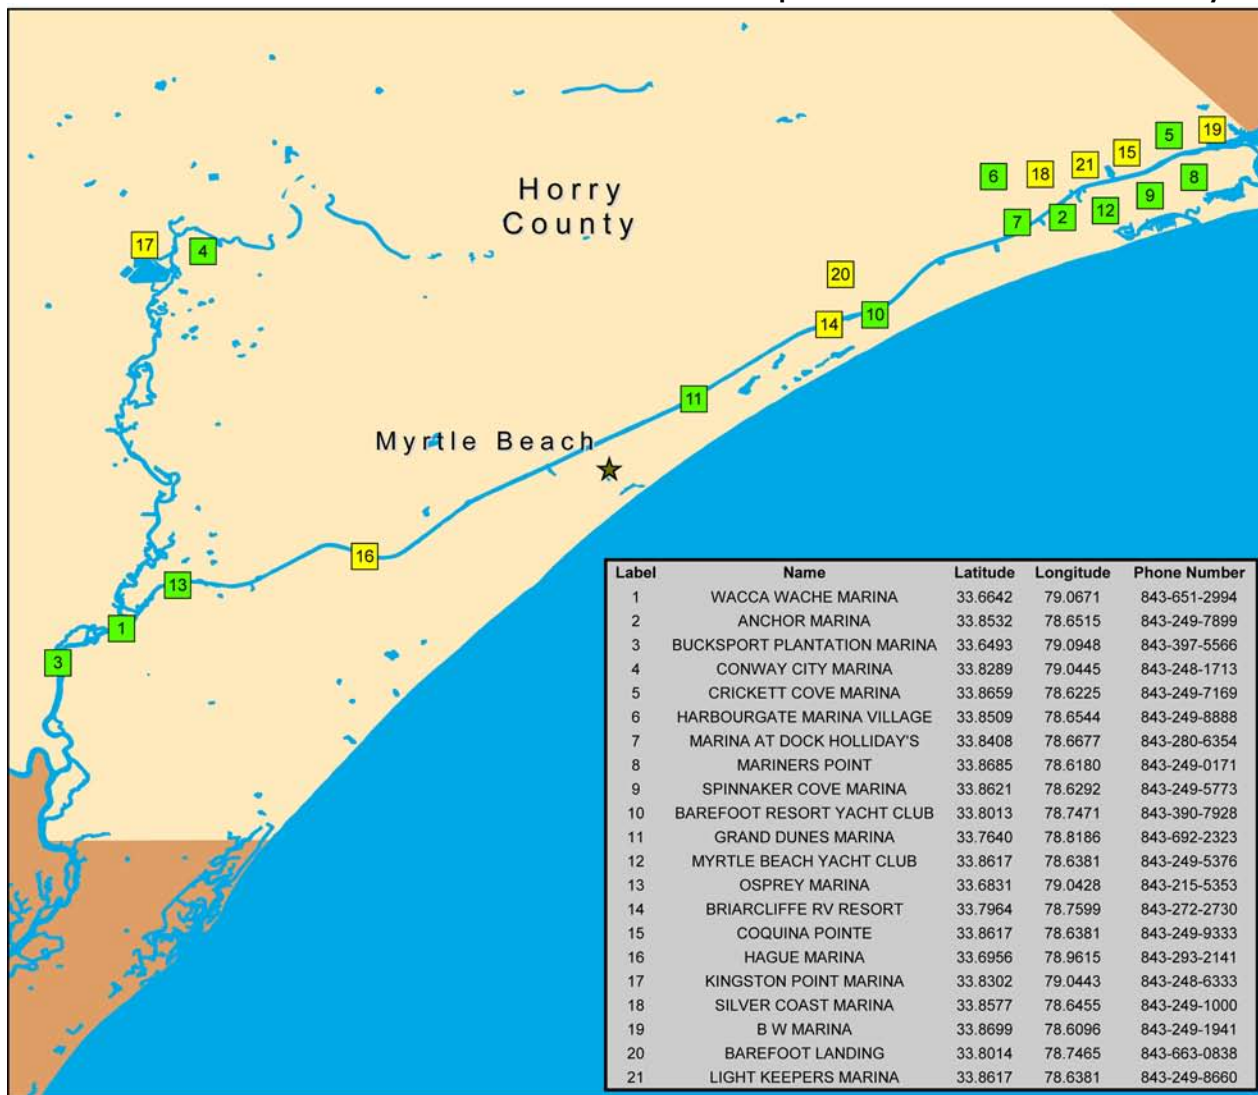 19
5
15
21
18
6
8
9
12
2
7
Horry
County
17
4
20
10
14
11
Myrtle Beach
16
13
1
3
Label Name Latitude Longitude Phone Number
1 WACCA WACHE MARINA 33.6642 79.0671 843-651-2994
2 ANCHOR MARINA 33.8532 78.6515 843-249-7899
3 BUCKSPORT PLANTATION MARINA 33.6493 79.0948 843-397-5566
4 CONWAY CITY MARINA 33.8289 79.0445 843-248-1713
5 CRICKETT COVE MARINA 33.8659 78.6225 843-249-7169
6 HARBOURGATE MARINA VILLAGE 33.8509 78.6544 843-249-8888
7 MARINA AT DOCK HOLLIDAY'S 33.8408 78.6677 843-280-6354
8 MARINERS POINT 33.8685 78.6180 843-249-0171
9 SPINNAKER COVE MARINA 33.8621 78.6292 843-249-5773
10 BAREFOOT RESORT YACHT CLUB 33.8013 78.7471 843-390-7928
11 GRAND DUNES MARINA 33.7640 78.8186 843-692-2323
12 MYRTLE BEACH YACHT CLUB 33.8617 78.6381 843-249-5376
13 OSPREY MARINA 33.6831 79.0428 843-215-5353
14 BRIARCLIFFE RV RESORT 33.7964 78.7599 843-272-2730
15 COQUINA POINTE 33.8617 78.6381 843-249-9333
16 HAGUE MARINA 33.6956 78.9615 843-293-2141
17 KINGSTON POINT MARINA 33.8302 79.0443 843-248-6333
18 SILVER COAST MARINA 33.8577 78.6455 843-249-1000
19 B W MARINA 33.8699 78.6096 843-249-1941
20 BAREFOOT LANDING 33.8014 78.7465 843-663-0838
21 LIGHT KEEPERS MARINA 33.8617 78.6381 843-249-8660